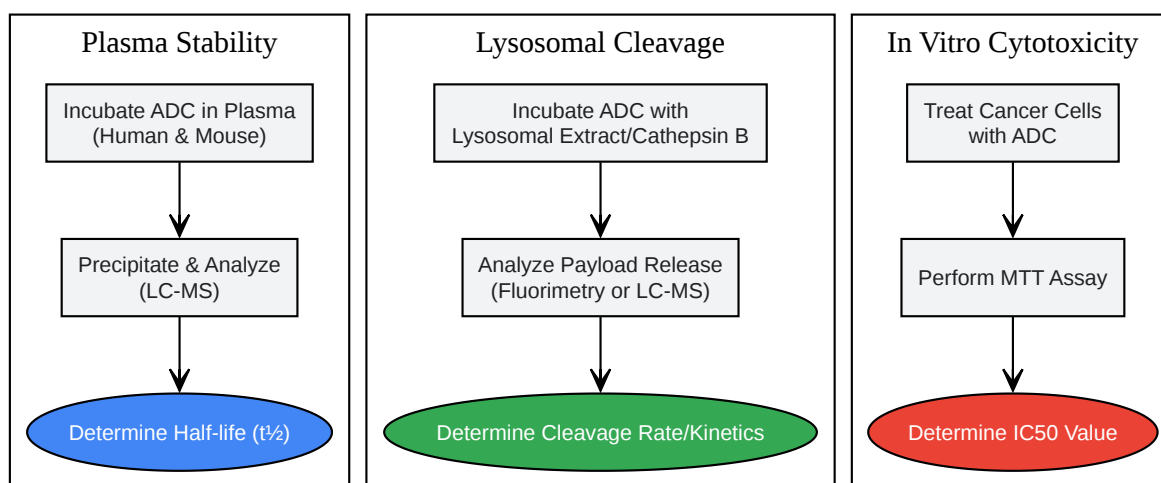 Plasma Stability
Incubate ADC in Plasma
(Human & Mouse)
Precipitate & Analyze
(LC-MS)
Determine Half-life (t½)
Lysosomal Cleavage
Incubate ADC with
Lysosomal Extract/Cathepsin B
Analyze Payload Release
(Fluorimetry or LC-MS)
Determine Cleavage Rate/Kinetics
In Vitro Cytotoxicity
Treat Cancer Cells
with ADC
Perform MTT Assay
Determine IC50 Value